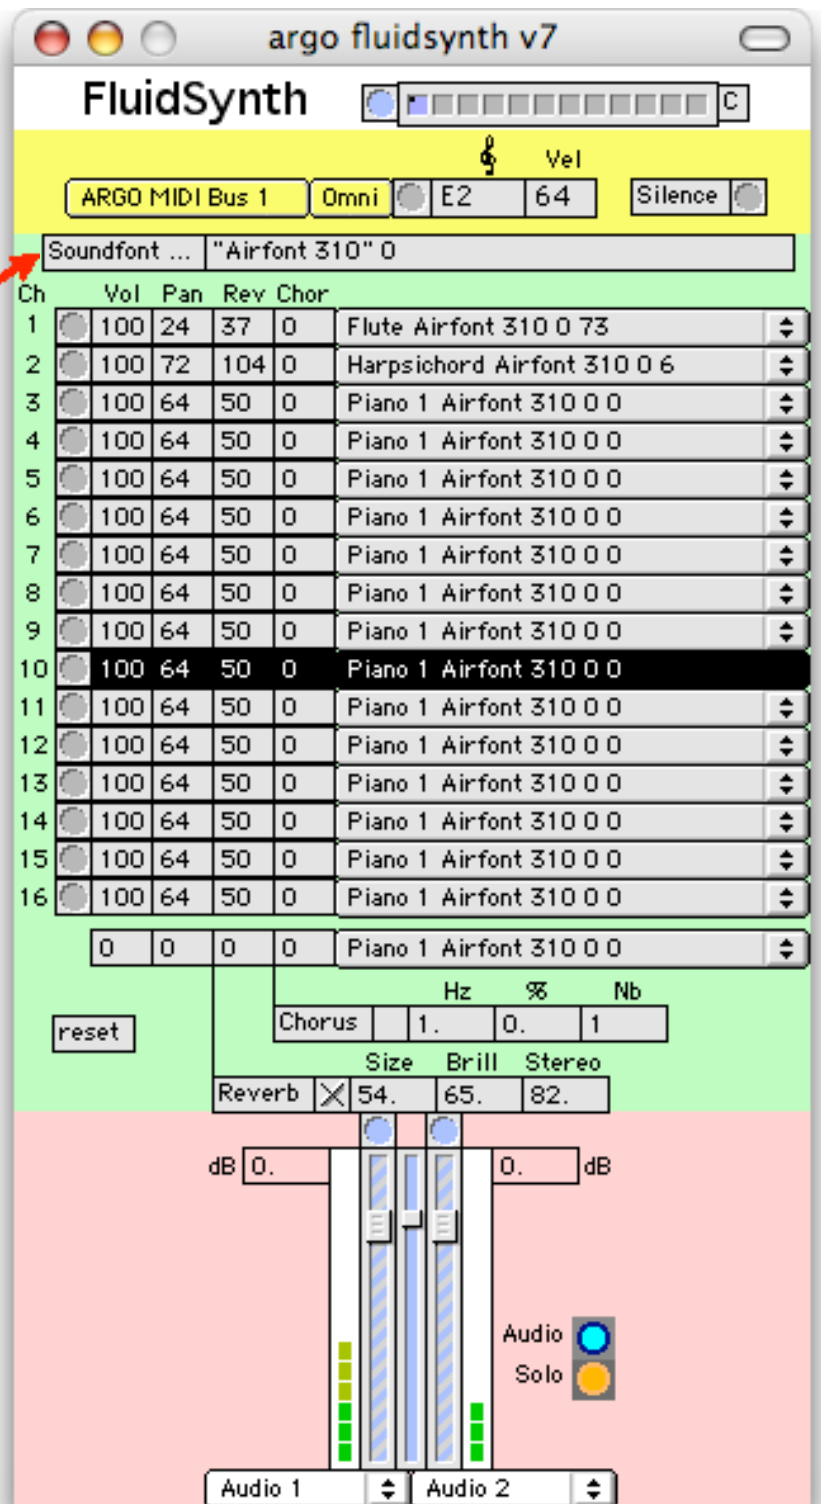 argo fluidsynth v7
FluidSynth C
Vel
ARGO MIDI Bus 1 Omni E2 64 Silence
Soundfont ... "Airfont 310" 0
Ch Vol Pan Rev Chor
1 100 24 37 0 Flute Airfont 310 0 73
2 100 72 104 0 Harpsichord Airfont 310 0 6
3 100 64 50 0 Piano 1 Airfont 310 0 0
4 100 64 50 0 Piano 1 Airfont 310 0 0
5 100 64 50 0 Piano 1 Airfont 310 0 0
6 100 64 50 0 Piano 1 Airfont 310 0 0
7 100 64 50 0 Piano 1 Airfont 310 0 0
8 100 64 50 0 Piano 1 Airfont 310 0 0
9 100 64 50 0 Piano 1 Airfont 310 0 0
10 100 64 50 0 Piano 1 Airfont 310 0 0
11 100 64 50 0 Piano 1 Airfont 310 0 0
12 100 64 50 0 Piano 1 Airfont 310 0 0
13 100 64 50 0 Piano 1 Airfont 310 0 0
14 100 64 50 0 Piano 1 Airfont 310 0 0
15 100 64 50 0 Piano 1 Airfont 310 0 0
16 100 64 50 0 Piano 1 Airfont 310 0 0
0 0 0 0 Piano 1 Airfont 310 0 0
Hz % Nb
reset Chorus 1. 0. 1
Size Brill Stereo
Reverb 54. 65. 82.
dB 0. 0. dB
Audio
Solo
Audio 1 Audio 2